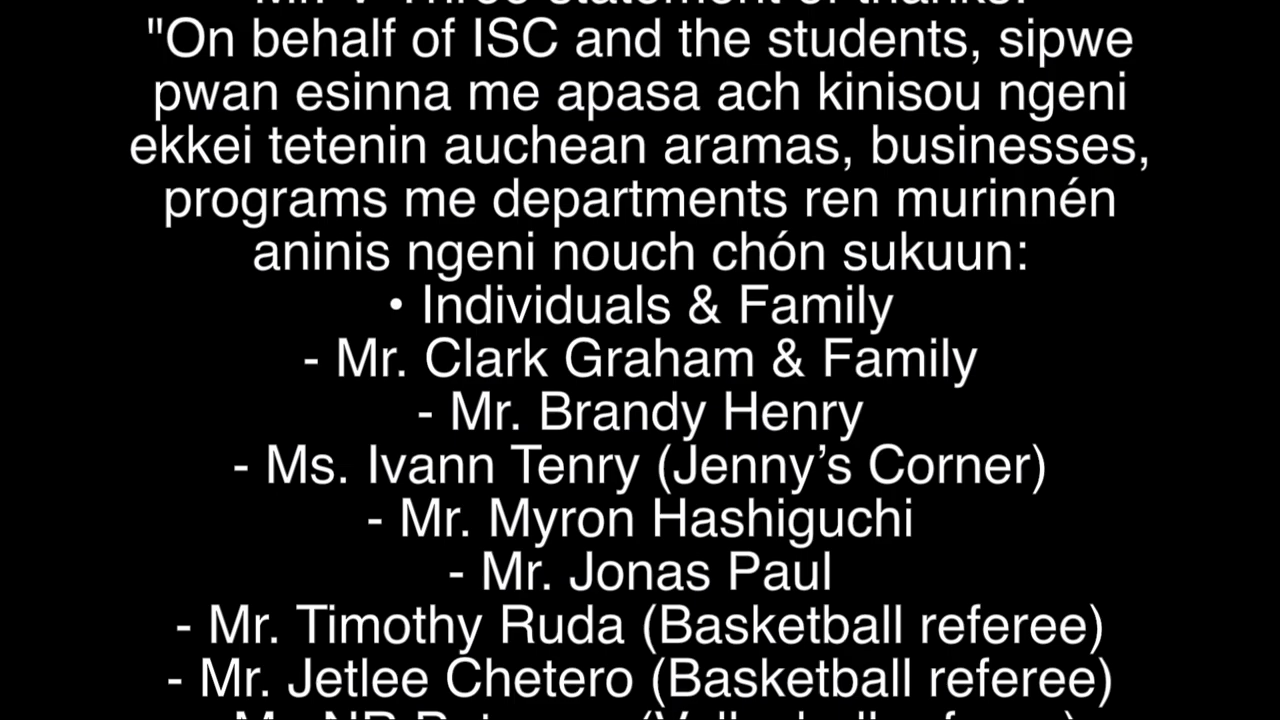 "On behalf of ISC and the students, sipwe
pwan esinna me apasa ach kinisou ngeni
ekkei tetenin auchean aramas, businesses,
programs me departments ren murinnén
aninis ngeni nouch chón sukuun:
• Individuals & Family
- Mr. Clark Graham & Family
- Mr. Brandy Henry
- Ms. Ivann Tenry (Jenny’s Corner)
- Mr. Myron Hashiguchi
- Mr. Jonas Paul
- Mr. Timothy Ruda (Basketball referee)
- Mr. Jetlee Chetero (Basketball referee)